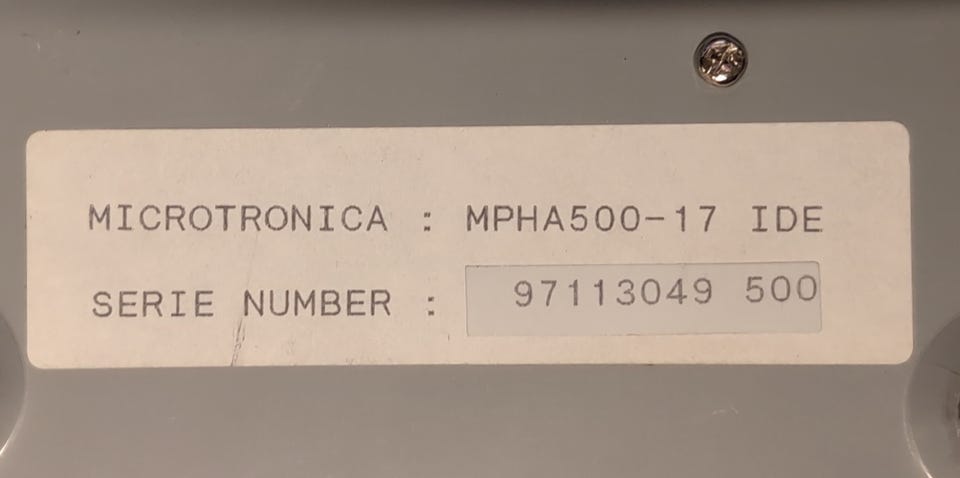 MICROTRONICA : MPHA500-17 IDE
SERIE NUMBER : 97113049 500